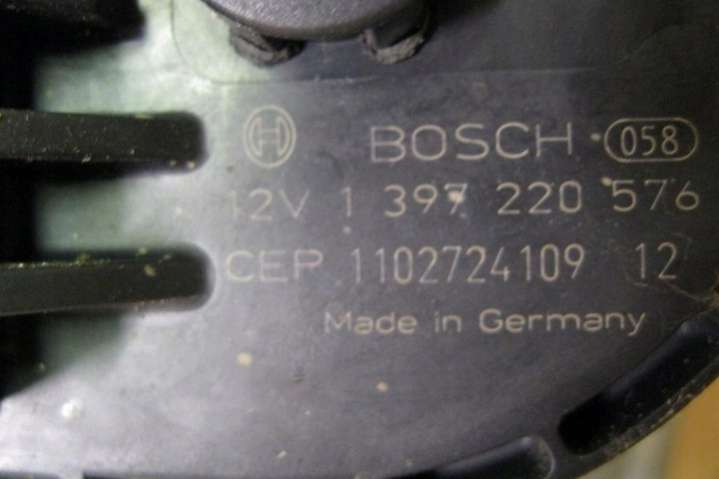 BOSCH 058
12V 1 397 220 576
CEP 1102724109 12
Made in Germany